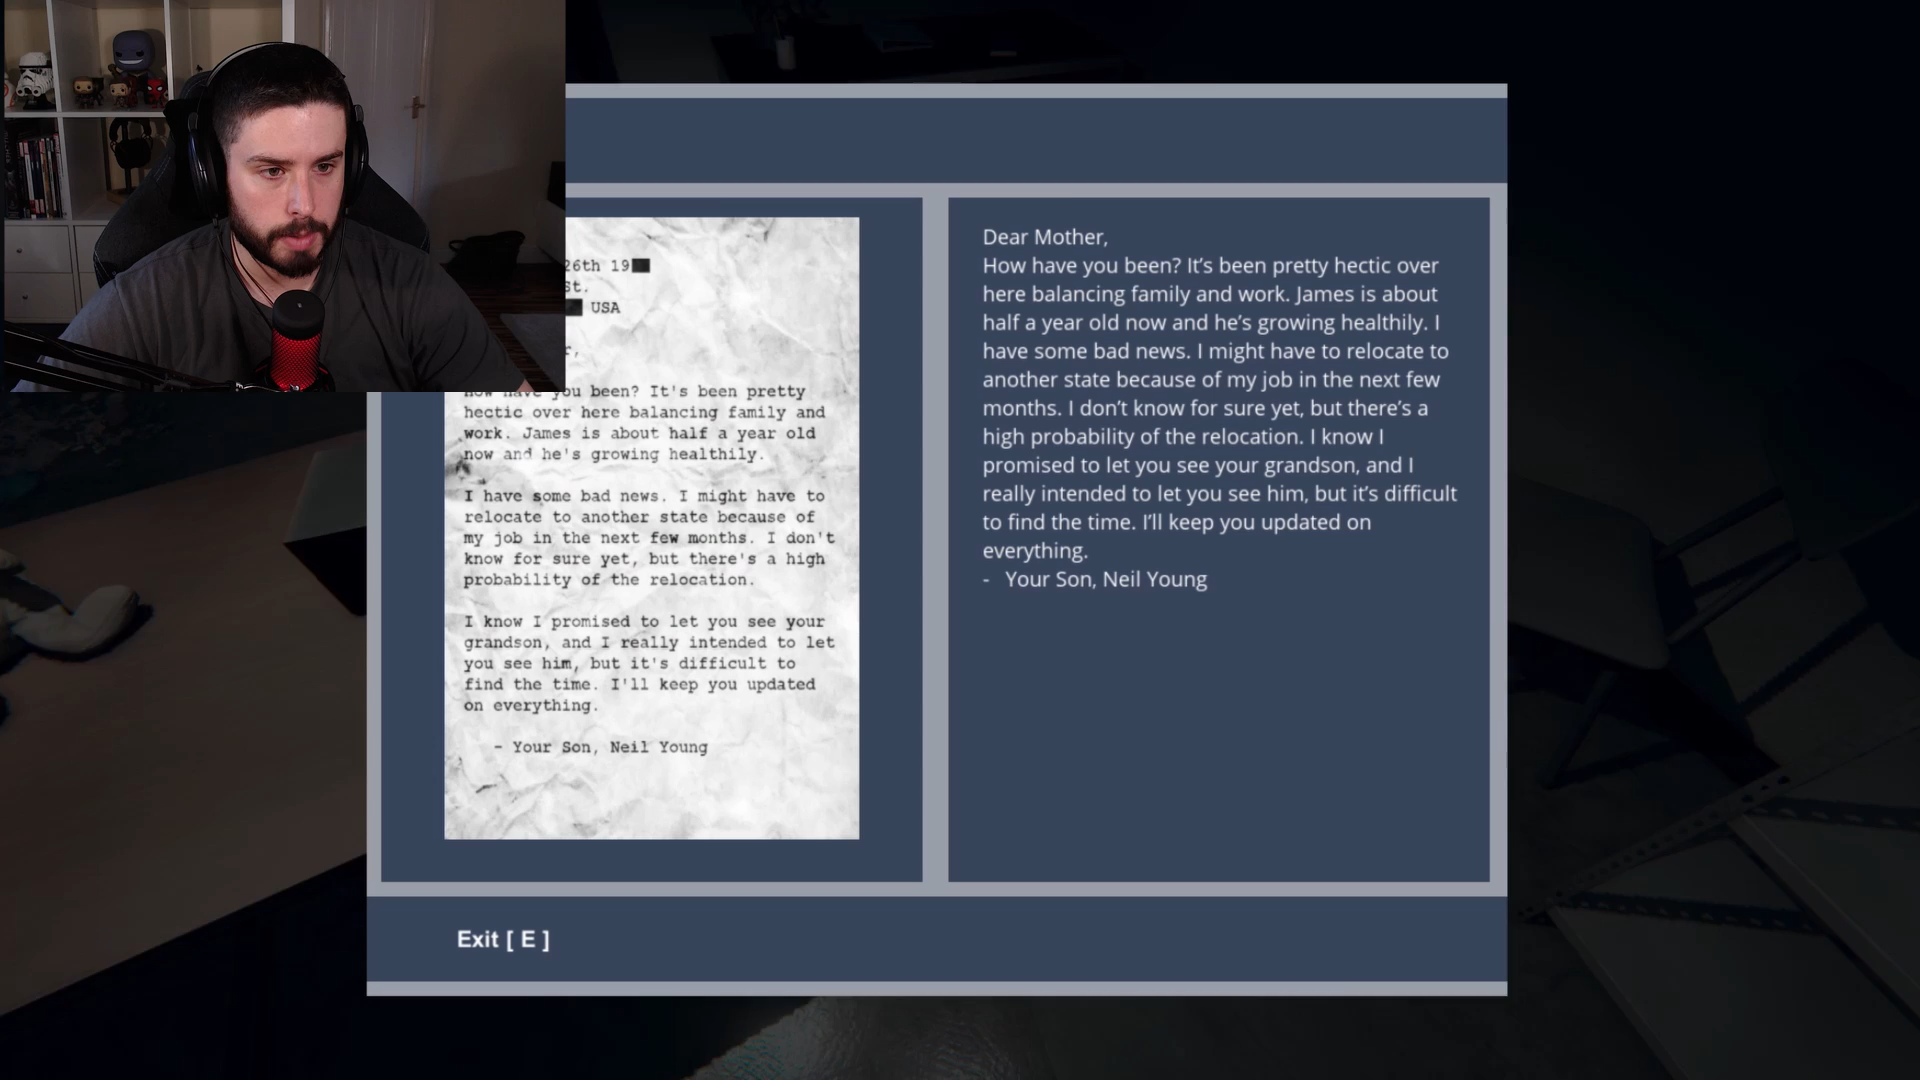 26th 19
St.
USA
How have you been? It's been pretty
hectic over here balancing family and
work. James is about half a year old
now and he's growing healthily.
I have some bad news. I might have to
relocate to another state because of
my job in the next few months. I don't
know for sure yet, but there's a high
probability of the relocation.
I know I promised to let you see your
grandson, and I really intended to let
you see him, but it's difficult to
find the time. I'll keep you updated
on everything.
- Your Son, Neil Young
Dear Mother,
How have you been? It’s been pretty hectic over
here balancing family and work. James is about
half a year old now and he’s growing healthily. I
have some bad news. I might have to relocate to
another state because of my job in the next few
months. I don’t know for sure yet, but there’s a
high probability of the relocation. I know I
promised to let you see your grandson, and I
really intended to let you see him, but it’s difficult
to find the time. I’ll keep you updated on
everything.
- Your Son, Neil Young
Exit [ E ]